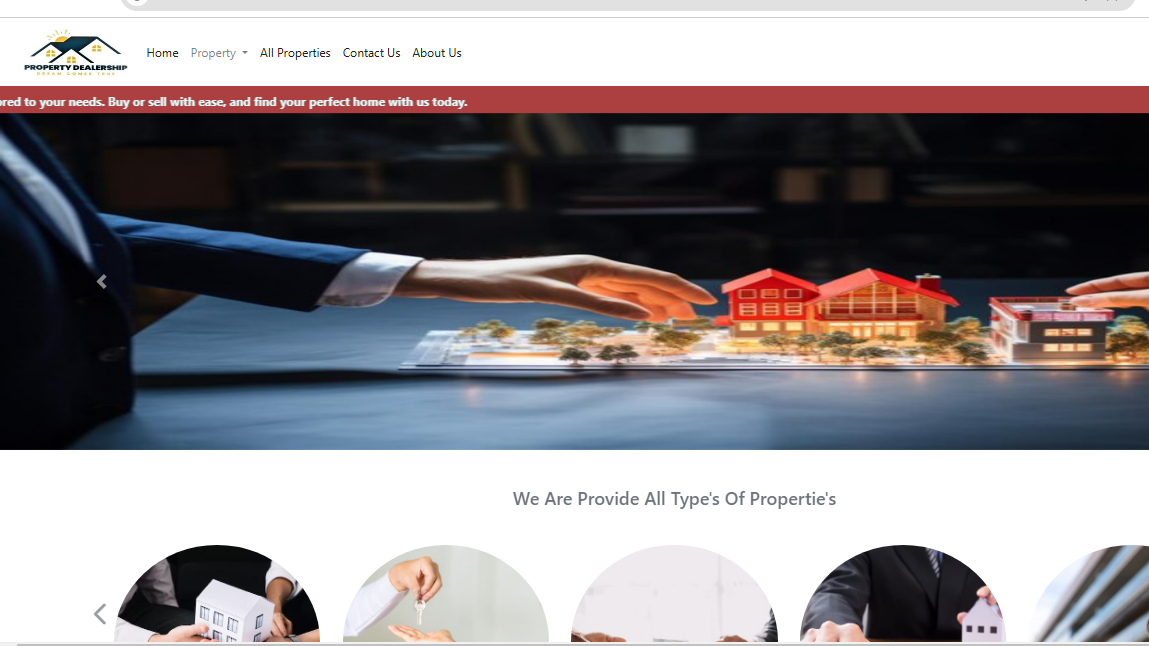 PROPERTY DEALERSHIP
DREAM COMES TRUE
Home Property All Properties Contact Us About Us
ored to your needs. Buy or sell with ease, and find your perfect home with us today.
We Are Provide All Type's Of Propertie's